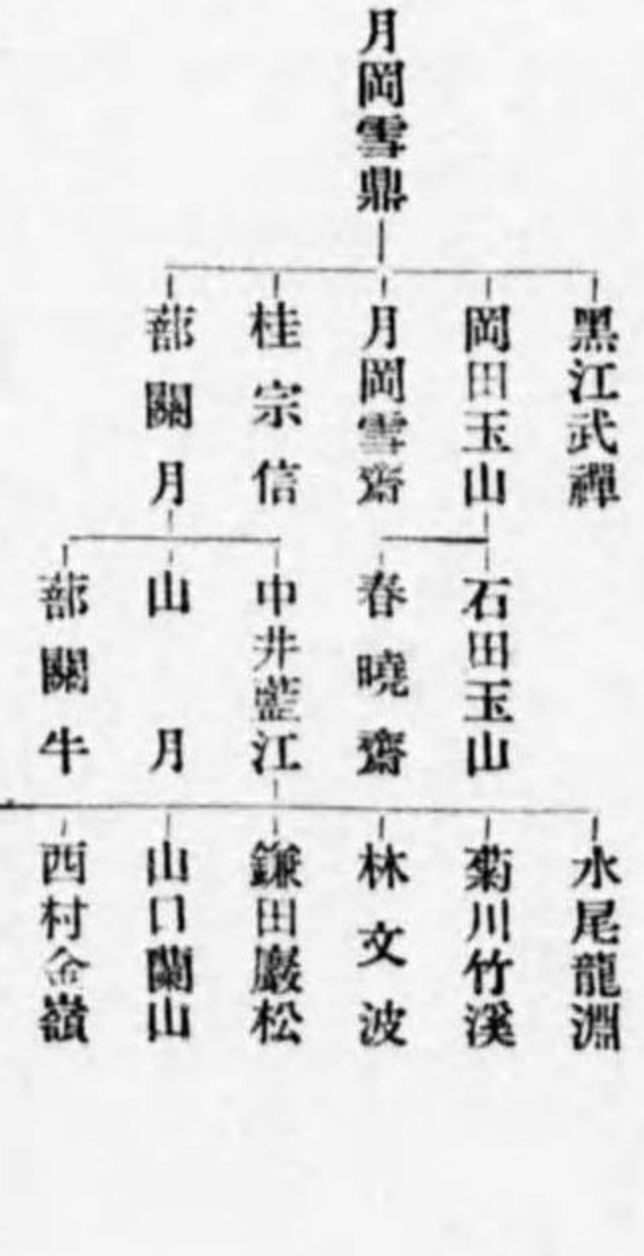 月岡雪鼎
黑江武禪
岡田玉山
月岡雪齋
桂宗信
蔀關月
石田玉山
春曉齋
中井藍江
山月
蔀關牛
水尾龍淵
菊川竹溪
林文波
鎌田巖松
山口蘭山
西村金嶺